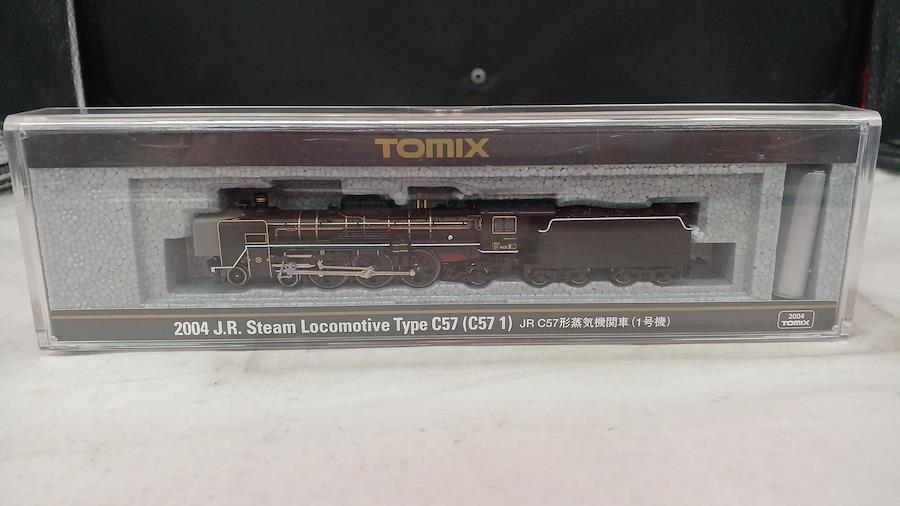 TOMIX
2004 J.R. Steam Locomotive Type C57 (C57 1) JR C57形蒸気機関車(1号機)
2004
TOMIX